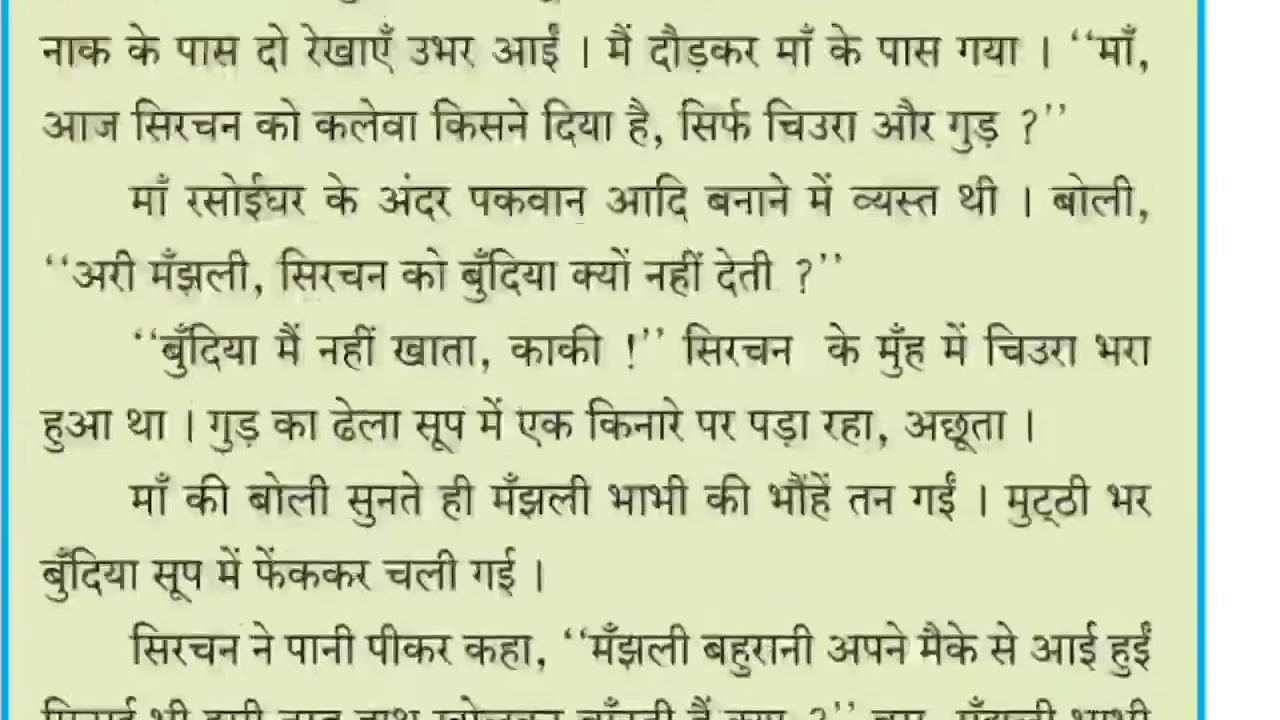 नाक के पास दो रेखाएँ उभर आईं । मैं दौड़कर माँ के पास गया । ‘‘माँ,
आज सिरचन को कलेवा किसने दिया है, सिर्फ चिउरा और गुड़ ?’’
माँ रसोईघर के अंदर पकवान आदि बनाने में व्यस्त थी । बोली,
‘‘अरी मँझली, सिरचन को बुँदिया क्यों नहीं देती ?’’
‘‘बुँदिया मैं नहीं खाता, काकी !’’ सिरचन के मुँह में चिउरा भरा
हुआ था । गुड़ का ढेला सूप में एक किनारे पर पड़ा रहा, अछूता ।
माँ की बोली सुनते ही मँझली भाभी की भौंहें तन गईं । मुट्ठी भर
बुँदिया सूप में फेंककर चली गई ।
सिरचन ने पानी पीकर कहा, ‘‘मँझली बहुरानी अपने मैके से आई हुईं